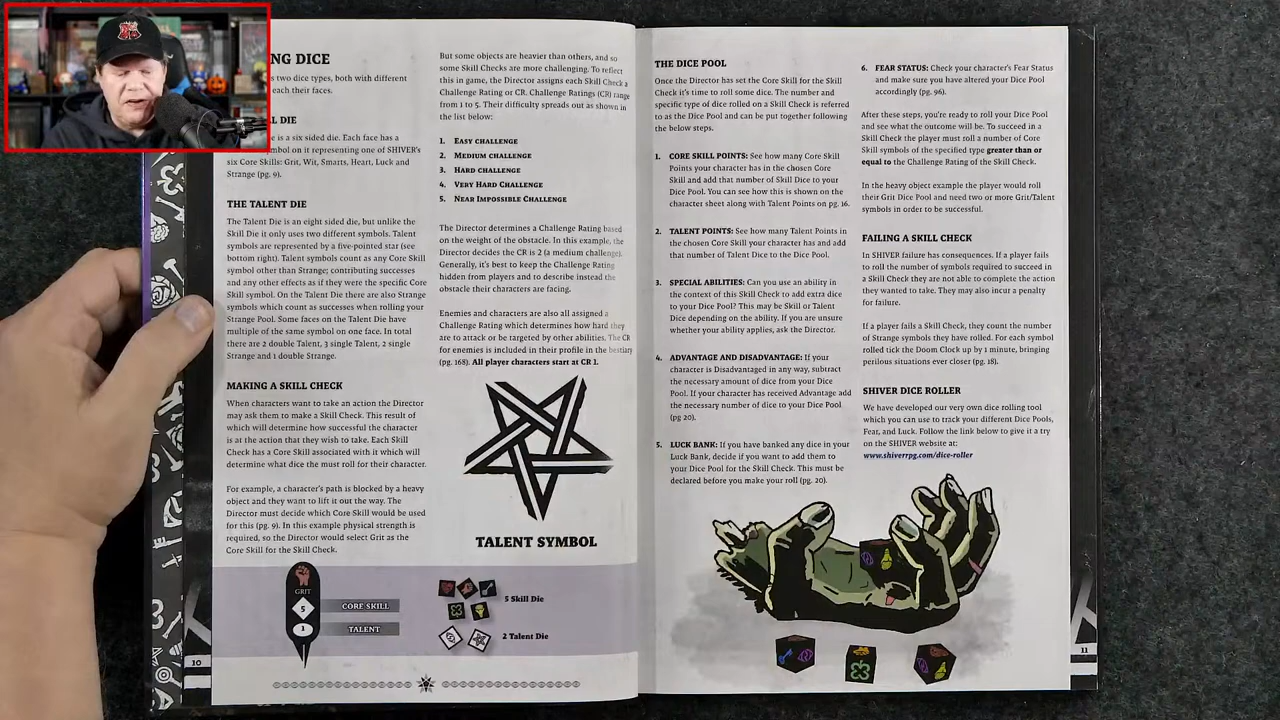 NG DICE
s two dice types, both with different
each their faces.
L DIE
e is a six sided die. Each face has a
mbol on it representing one of SHIVER's
six Core Skills: Grit, Wit, Smarts, Heart, Luck and
Strange (pg. 9).
THE TALENT DIE
The Talent Die is an eight sided die, but unlike the
Skill Die it only uses two different symbols. Talent
symbols are represented by a five-pointed star (see
bottom right). Talent symbols count as any Core Skill
symbol other than Strange; contributing successes
and any other effects as if they were the specific Core
Skill symbol. On the Talent Die there are also Strange
symbols which count as successes when rolling your
Strange Pool. Some faces on the Talent Die have
multiple of the same symbol on one face. In total
there are 2 double Talent, 3 single Talent, 2 single
Strange and 1 double Strange.
MAKING A SKILL CHECK
When characters want to take an action the Director
may ask them to make a Skill Check. This result of
which will determine how successful the character
is at the action that they wish to take. Each Skill
Check has a Core Skill associated with it which will
determine what dice the must roll for their character.
For example, a character's path is blocked by a heavy
object and they want to lift it out the way. The
Director must decide which Core Skill would be used
for this (pg. 9). In this example physical strength is
required, so the Director would select Grit as the
Core Skill for the Skill Check.
GRIT
5
1
CORE SKILL
TALENT
5 Skill Die
2 Talent Die
10
But some objects are heavier than others, and so
some Skill Checks are more challenging. To reflect
this in game, the Director assigns each Skill Check a
Challenge Rating or CR. Challenge Ratings (CR) range
from 1 to 5. Their difficulty spreads out as shown in
the list below:
1. EASY CHALLENGE
2. MEDIUM CHALLENGE
3. HARD CHALLENGE
4. VERY HARD CHALLENGE
5. NEAR IMPOSSIBLE CHALLENGE
The Director determines a Challenge Rating based
on the weight of the obstacle. In this example, the
Director decides the CR is 2 (a medium challenge).
Generally, it's best to keep the Challenge Rating
hidden from players and to describe instead the
obstacle their characters are facing.
Enemies and characters are also all assigned a
Challenge Rating which determines how hard they
are to attack or be targeted by other abilities. The CR
for enemies is included in their profile in the bestiary
(pg. 168). All player characters start at CR 1.
TALENT SYMBOL
THE DICE POOL
Once the Director has set the Core Skill for the Skill
Check it's time to roll some dice. The number and
specific type of dice rolled on a Skill Check is referred
to as the Dice Pool and can be put together following
the below steps.
1. CORE SKILL POINTS: See how many Core Skill
Points your character has in the chosen Core
Skill and add that number of Skill Dice to your
Dice Pool. You can see how this is shown on the
character sheet along with Talent Points on pg. 16.
2. TALENT POINTS: See how many Talent Points in
the chosen Core Skill your character has and add
that number of Talent Dice to the Dice Pool.
3. SPECIAL ABILITIES: Can you use an ability in
the context of this Skill Check to add extra dice
to your Dice Pool? This may be Skill or Talent
Dice depending on the ability. If you are unsure
whether your ability applies, ask the Director.
4. ADVANTAGE AND DISADVANTAGE: If your
character is Disadvantaged in any way, subtract
the necessary amount of dice from your Dice
Pool. If your character has received Advantage add
the necessary number of dice to your Dice Pool
(pg 20).
5. LUCK BANK: If you have banked any dice in your
Luck Bank, decide if you want to add them to
your Dice Pool for the Skill Check. This must be
declared before you make your roll (pg. 20).
6. FEAR STATUS: Check your character's Fear Status
and make sure you have altered your Dice Pool
accordingly (pg. 96).
After these steps, you're ready to roll your Dice Pool
and see what the outcome will be. To succeed in a
Skill Check the player must roll a number of Core
Skill symbols of the specified type greater than or
equal to the Challenge Rating of the Skill Check.
In the heavy object example the player would roll
their Grit Dice Pool and need two or more Grit/Talent
symbols in order to be successful.
FAILING A SKILL CHECK
In SHIVER failure has consequences. If a player fails
to roll the number of symbols required to succeed in
a Skill Check they are not able to complete the action
they wanted to take. They may also incur a penalty
for failure.
If a player fails a Skill Check, they count the number
of Strange symbols they have rolled. For each symbol
rolled tick the Doom Clock up by 1 minute, bringing
perilous situations ever closer (pg. 18).
SHIVER DICE ROLLER
We have developed our very own dice rolling tool
which you can use to track your different Dice Pools,
Fear, and Luck. Follow the link below to give it a try
on the SHIVER website at:
www.shiverrpg.com/dice-roller
11